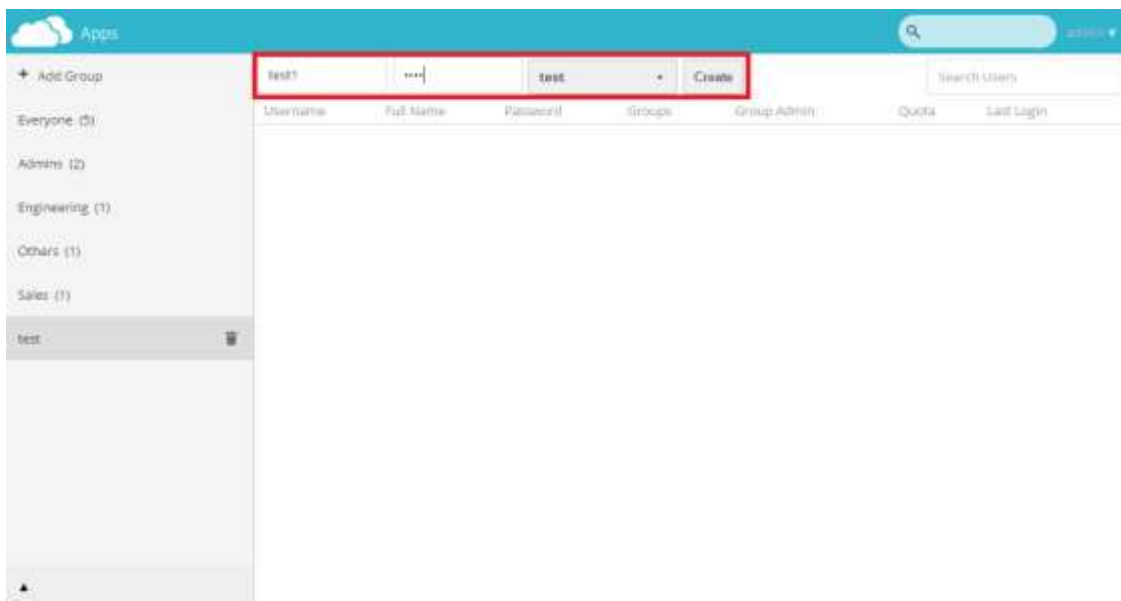 Apps
admin
+ Add Group
test1 •••• test Create
Search Users
Username Full Name Password Groups Group Admin Quota Last Login
Everyone (5)
Admins (2)
Engineering (1)
Others (1)
Sales (1)
test